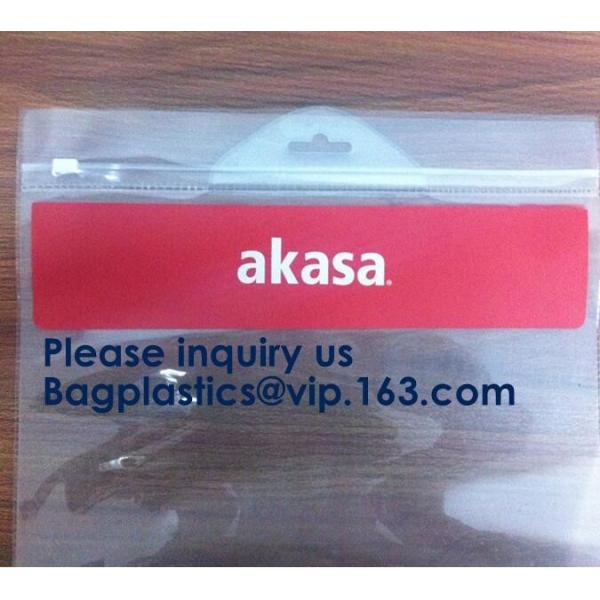 akasa®
Please inquiry us
Bagplastics@vip.163.com